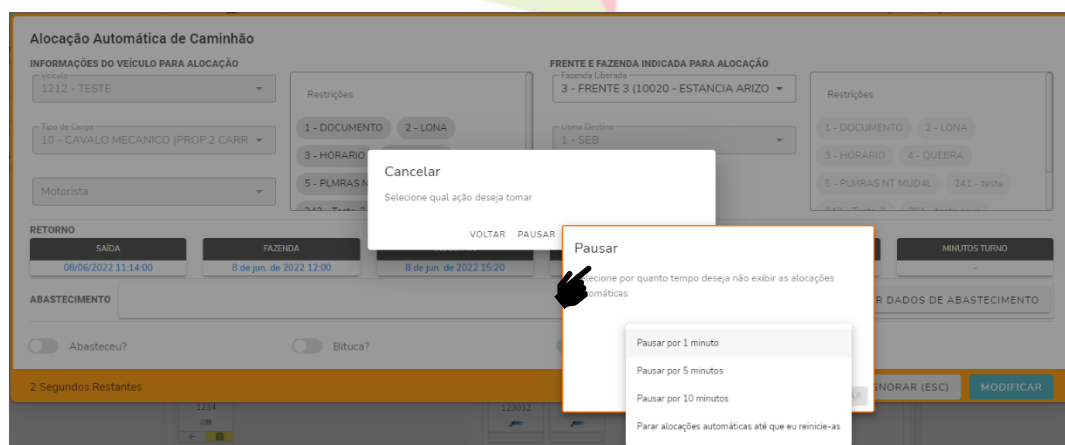 Alocação Automática de Caminhão
INFORMAÇÕES DO VEÍCULO PARA ALOCAÇÃO
Veículo
1212 - TESTE
Tipo de Carga
10 - CAVALO MECANICO (PROP.2 CARR
Motorista
Restrições
1 - DOCUMENTO 2 - LONA
3 - HORARIO
5 - PLMRAS N
FRENTE E FAZENDA INDICADA PARA ALOCAÇÃO
Fazenda Liberada
3 - FRENTE 3 (10020 - ESTANCIA ARIZO
Usina Destino
1 - SEB
Restrições
1 - DOCUMENTO 2 - LONA
3 - HORARIO 4 - QUEBRA
5 - PLMRAS NT MUD4L 241 - teste
Cancelar
Selecione qual ação deseja tomar
VOLTAR PAUSAR
RETORNO
SAÍDA FAZENDA MINUTOS TURNO
08/06/2022 11:14:00 8 de jun. de 2022 12:00 8 de jun. de 2022 15:20 -
Pausar
elecione por quanto tempo deseja não exibir as alocações
tomáticas
Pausar por 1 minuto
Pausar por 5 minutos
Pausar por 10 minutos
Parar alocações automáticas até que eu reinicie-as
ABASTECIMENTO R DADOS DE ABASTECIMENTO
Abasteceu? Bituca?
2 Segundos Restantes GNORAR (ESC) MODIFICAR
1234 123032